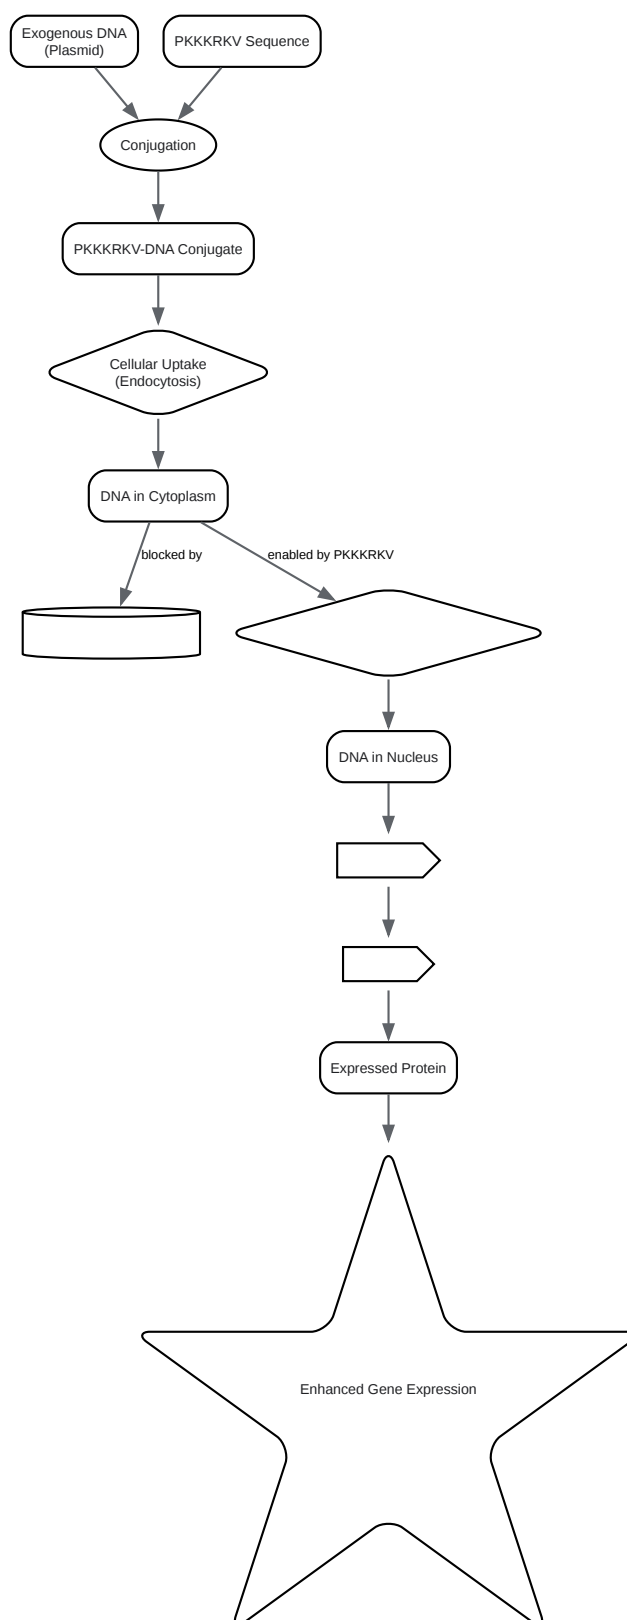 Exogenous DNA
(Plasmid)
PKKKRKV Sequence
Conjugation
PKKKRKV-DNA Conjugate
Cellular Uptake
(Endocytosis)
DNA in Cytoplasm
blocked by
enabled by PKKKRKV
DNA in Nucleus
Expressed Protein
Enhanced Gene Expression